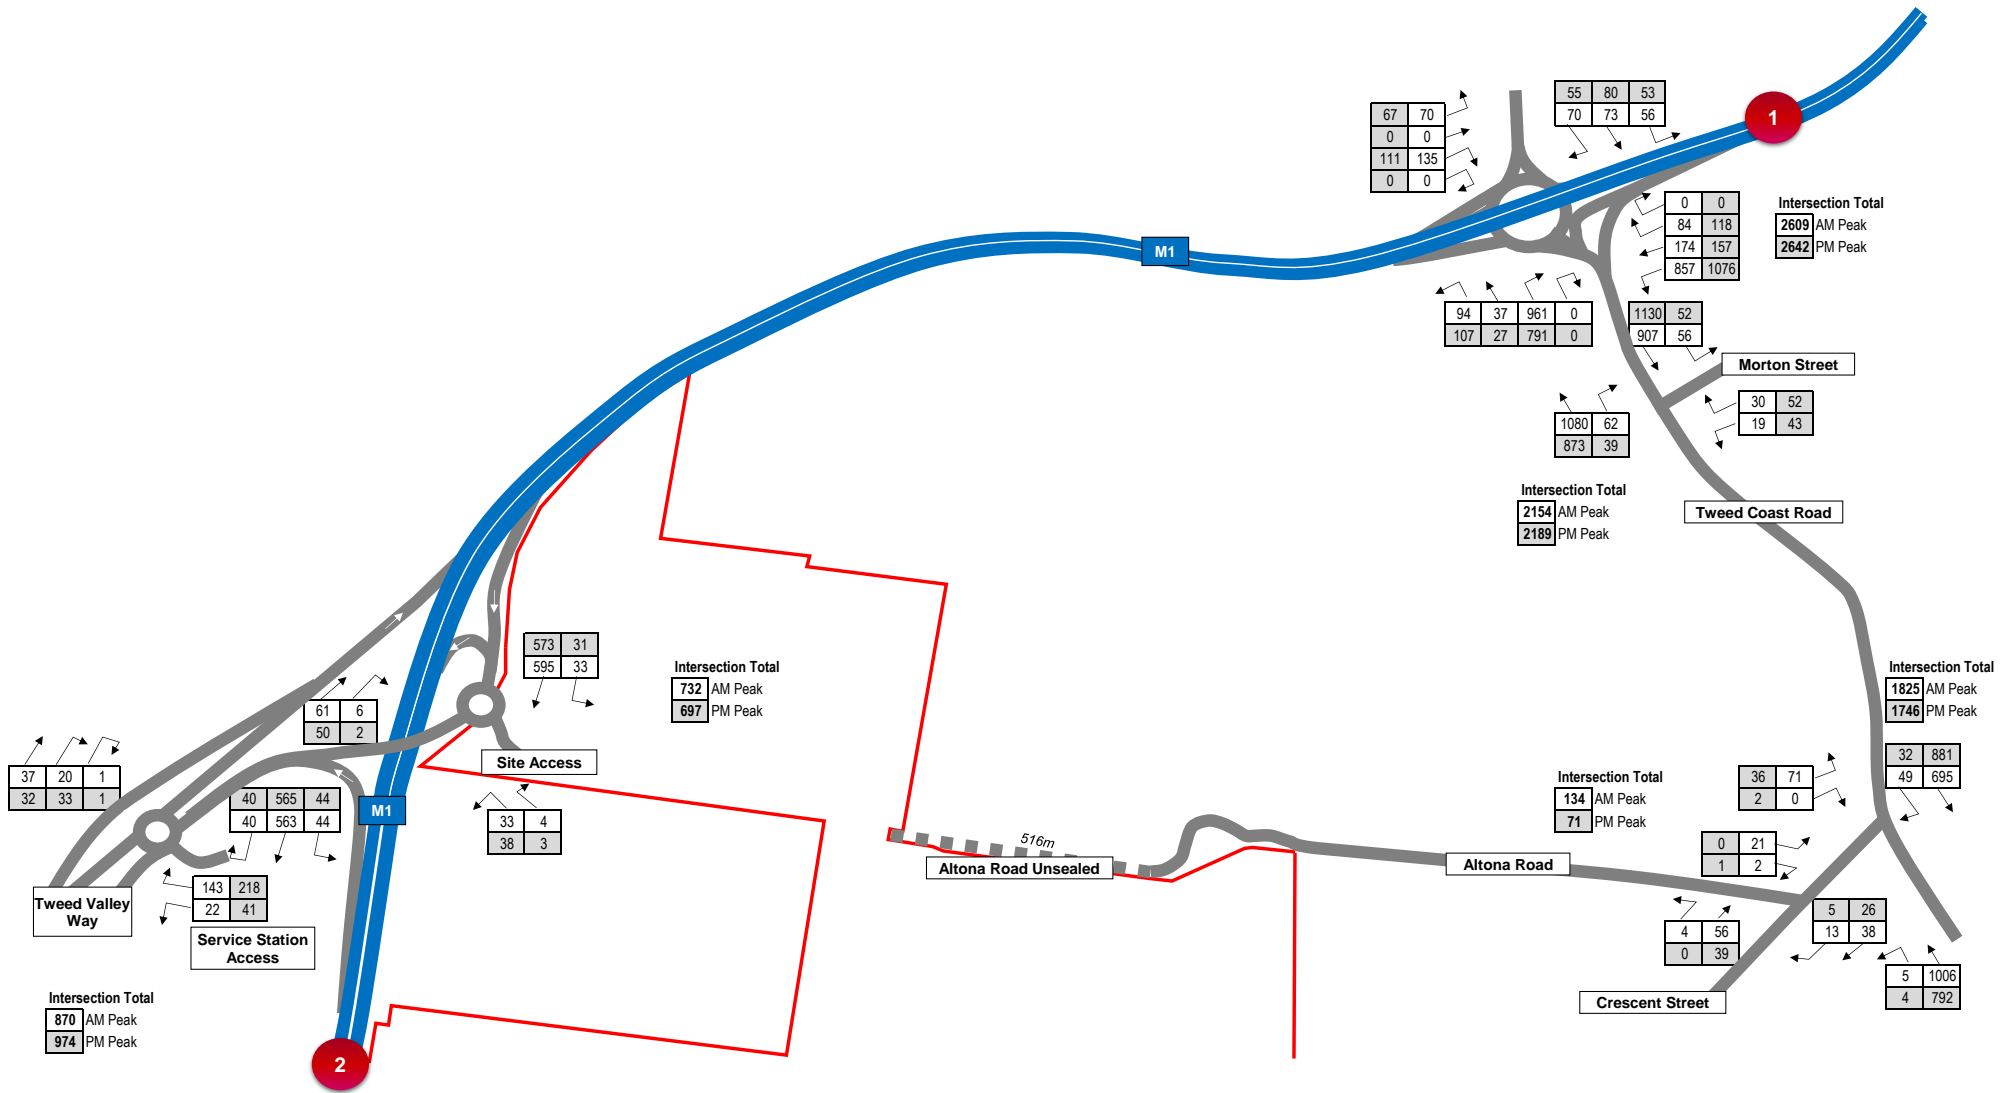 55 80 53
70 73 56
67 70
0 0
111 135
0 0
1
0 0
84 118
174 157
857 1076
Intersection Total
2609 AM Peak
2642 PM Peak
M1
94 37 961 0
107 27 791 0
1130 52
907 56
Morton Street
30 52
19 43
1080 62
873 39
Intersection Total
2154 AM Peak
2189 PM Peak
Tweed Coast Road
573 31
595 33
Intersection Total
732 AM Peak
697 PM Peak
Intersection Total
1825 AM Peak
1746 PM Peak
61 6
50 2
Site Access
37 20 1
32 33 1
40 565 44
40 563 44
M1
33 4
38 3
32 881
49 695
36 71
2 0
Intersection Total
134 AM Peak
71 PM Peak
516m
Altona Road Unsealed
Altona Road
0 21
1 2
143 218
22 41
Tweed Valley
Way
Service Station
Access
4 56
0 39
5 26
13 38
5 1006
4 792
Crescent Street
Intersection Total
870 AM Peak
974 PM Peak
2